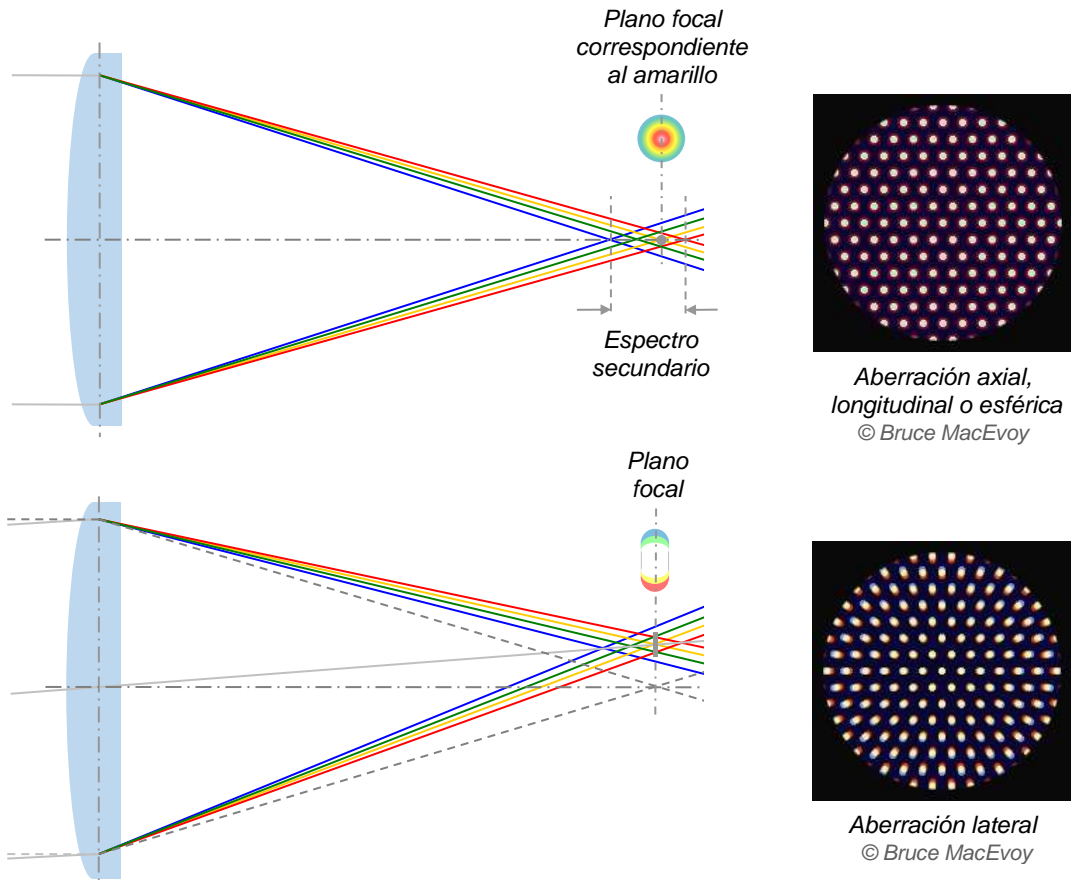 Plano focal
correspondiente
al amarillo
Espectro
secundario
Aberración axial,
longitudinal o esférica
© Bruce MacEvoy
Plano
focal
Aberración lateral
© Bruce MacEvoy